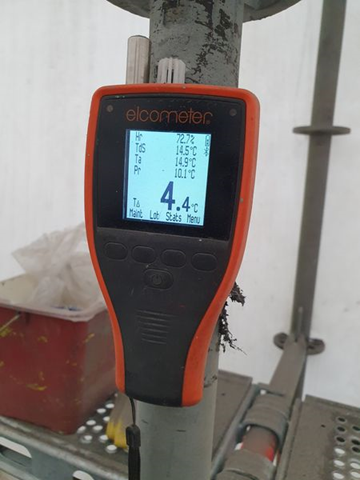 elcometer
Hr 72.7%
TdS 14.5°C
Ta 14.9°C
Pr 10.1°C
4.4°C
T△
Maint Lot Stats Menu